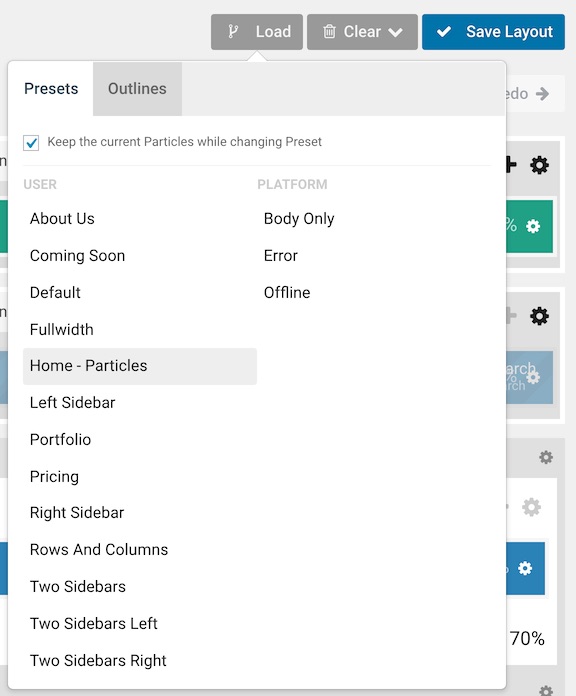 Load
Clear
Save Layout
Presets
Outlines
edo
Keep the current Particles while changing Preset
USER
PLATFORM
About Us
Body Only
Coming Soon
Error
Default
Offline
Fullwidth
Home - Particles
Left Sidebar
Portfolio
Pricing
Right Sidebar
Rows And Columns
Two Sidebars
Two Sidebars Left
Two Sidebars Right
70%